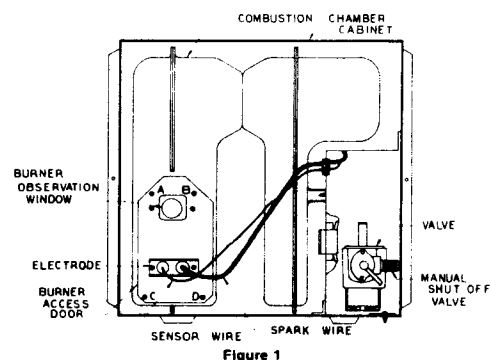 COMBUSTION CHAMBER
CABINET
A B
BURNER
OBSERVATION
WINDOW
VALVE
ELECTRODE
MANUAL
SHUT OFF
VALVE
BURNER
ACCESS
DOOR
C D
SENSOR WIRE
SPARK WIRE
Figure 1